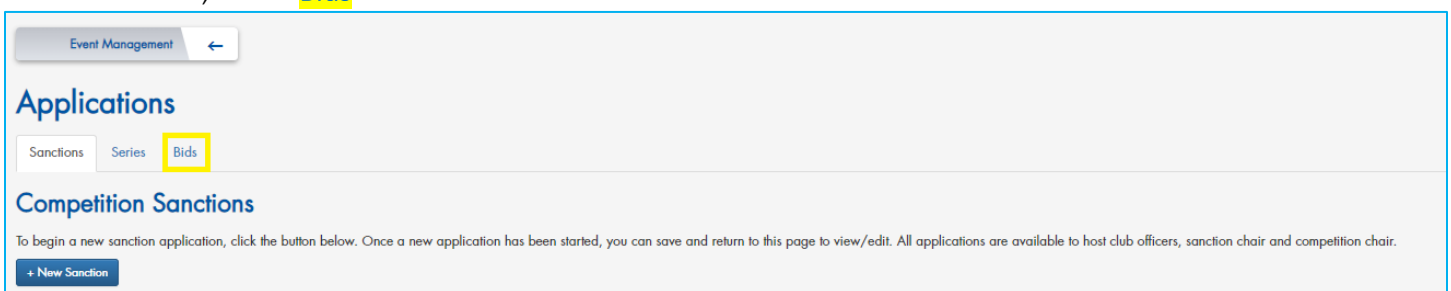 Bids
Event Management ←
Applications
Sanctions Series Bids
Competition Sanctions
To begin a new sanction application, click the button below. Once a new application has been started, you can save and return to this page to view/edit. All applications are available to host club officers, sanction chair and competition chair.
+ New Sanction